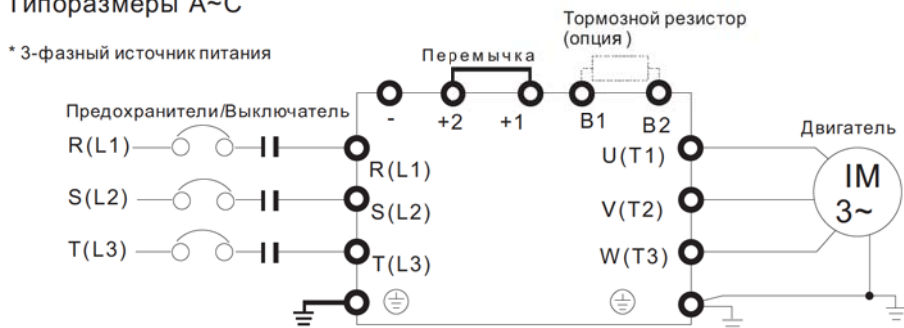 Типоразмеры A~C
* 3-фазный источник питания
Тормозной резистор
(опция )
Перемычка
Предохранители/Выключатель
- +2 +1 B1 B2
Двигатель
R(L1)
R(L1)
U(T1)
IM
3~
S(L2)
S(L2)
V(T2)
T(L3)
T(L3)
W(T3)